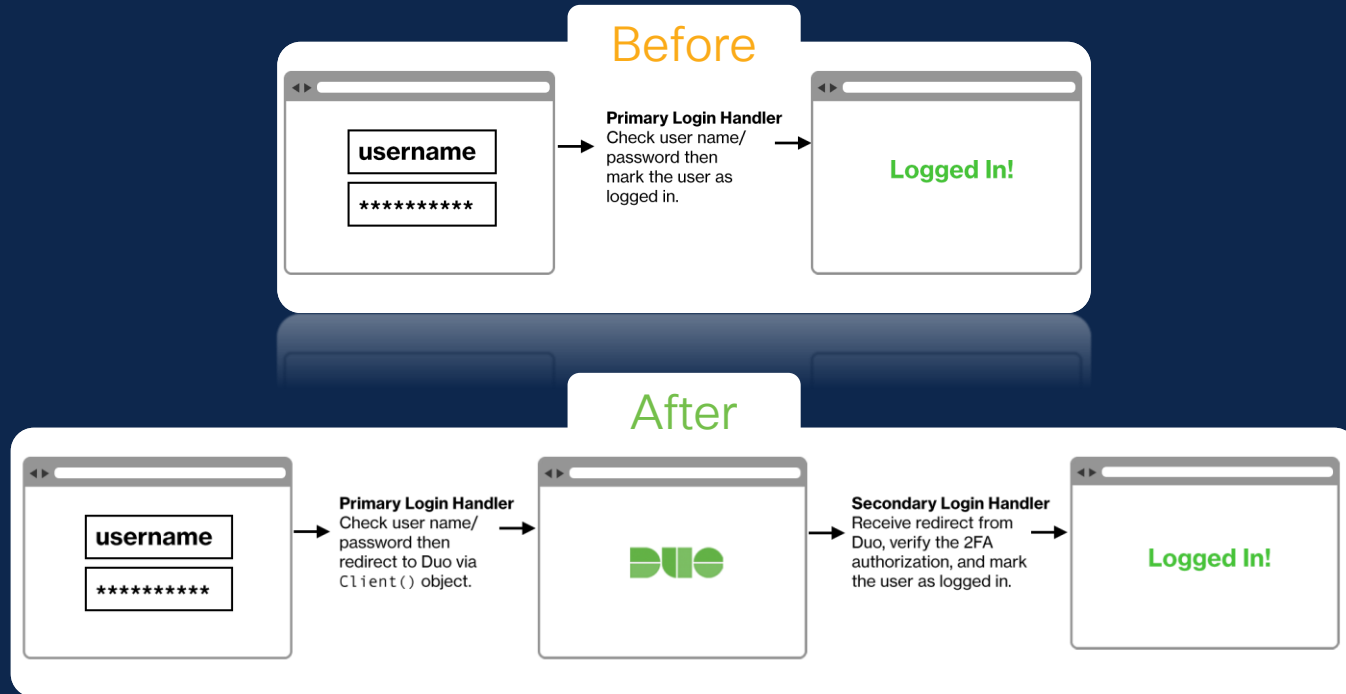 Before
username
**********
Primary Login Handler
Check user name/
password then
mark the user as
logged in.
Logged In!
After
username
**********
Primary Login Handler
Check user name/
password then
redirect to Duo via
Client() object.
DUO
Secondary Login Handler
Receive redirect from
Duo, verify the 2FA
authorization, and mark
the user as logged in.
Logged In!